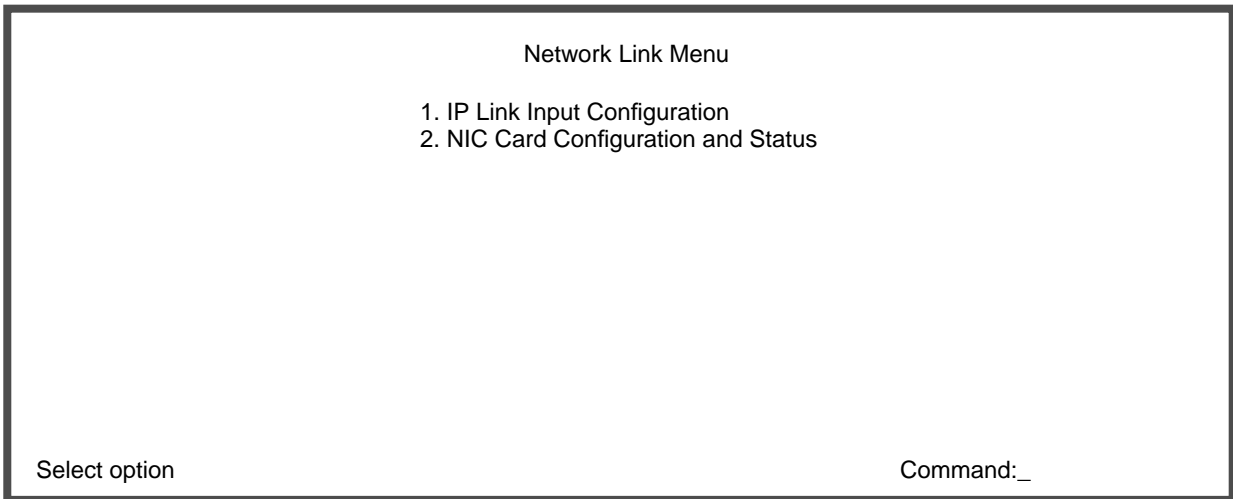 Network Link Menu
1. IP Link Input Configuration
2. NIC Card Configuration and Status
Select option Command:_